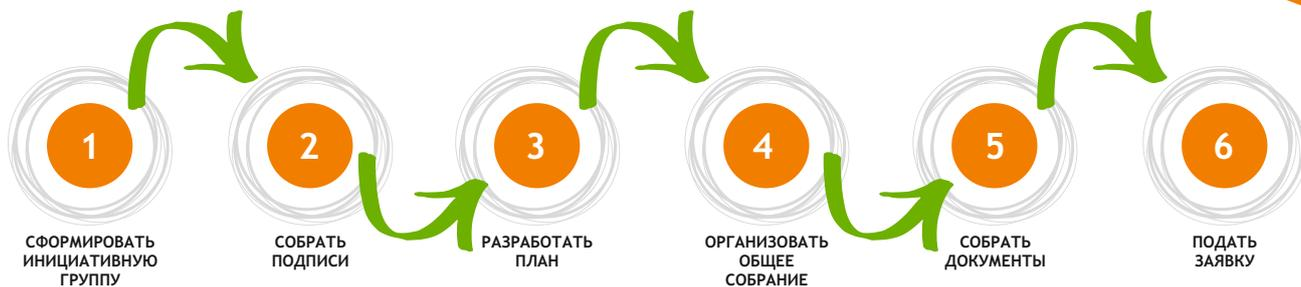 1
СФОРМИРОВАТЬ
ИНИЦИАТИВНУЮ
ГРУППУ
2
СОБРАТЬ
ПОДПИСИ
3
РАЗРАБОТАТЬ
ПЛАН
4
ОРГАНИЗОВАТЬ
ОБЩЕЕ
СОБРАНИЕ
5
СОБРАТЬ
ДОКУМЕНТЫ
6
ПОДАТЬ
ЗАЯВКУ